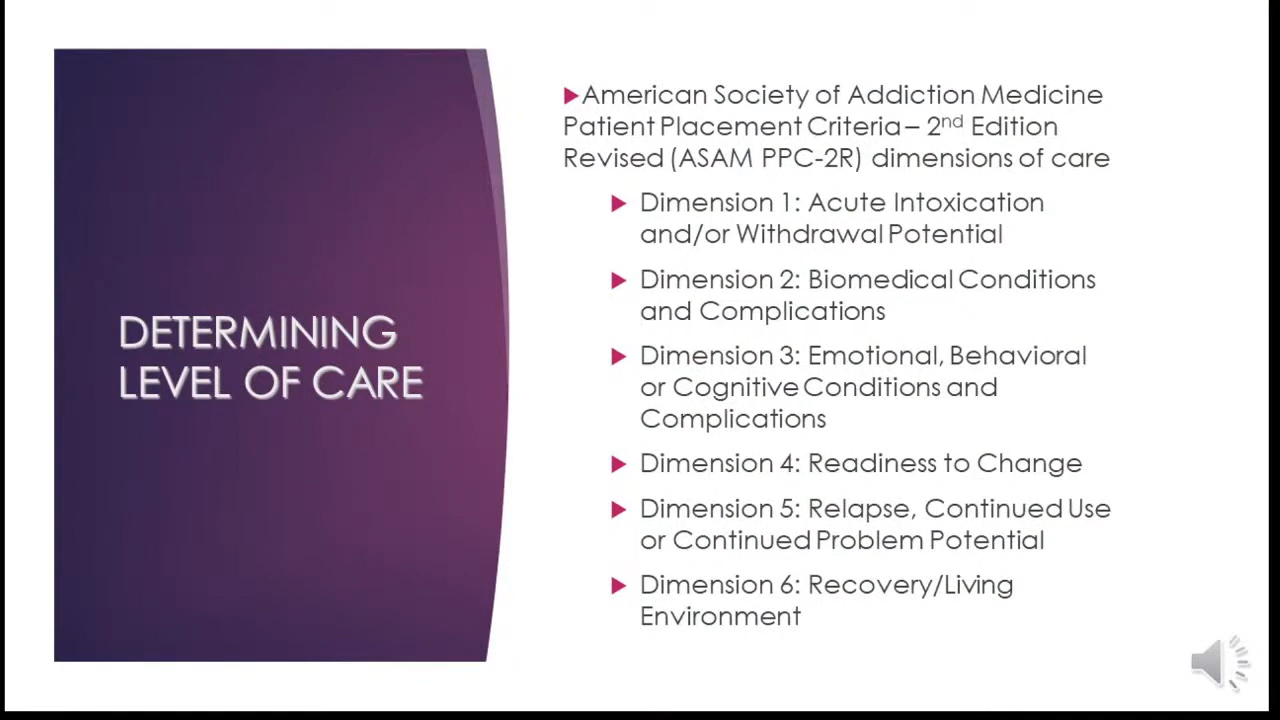 DETERMINING
LEVEL OF CARE
American Society of Addiction Medicine
Patient Placement Criteria – 2nd Edition
Revised (ASAM PPC-2R) dimensions of care
Dimension 1: Acute Intoxication
and/or Withdrawal Potential
Dimension 2: Biomedical Conditions
and Complications
Dimension 3: Emotional, Behavioral
or Cognitive Conditions and
Complications
Dimension 4: Readiness to Change
Dimension 5: Relapse, Continued Use
or Continued Problem Potential
Dimension 6: Recovery/Living
Environment